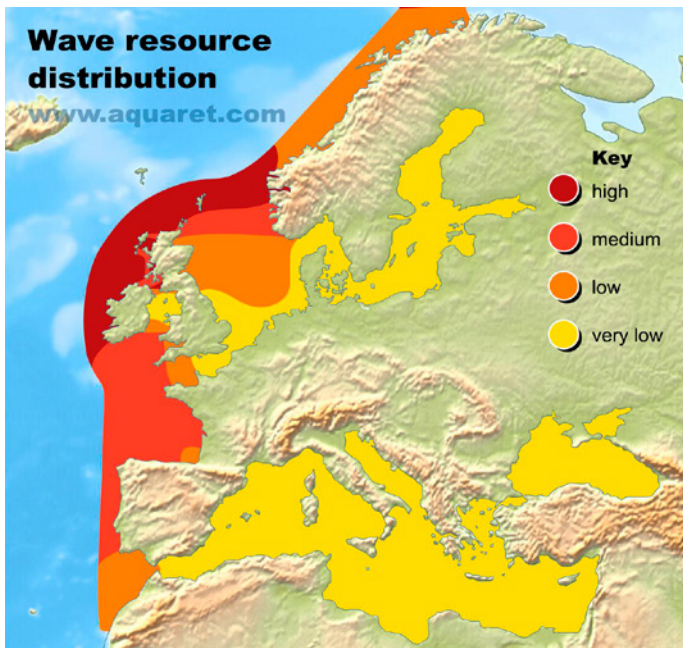 Wave resource
distribution
www.aquaret.com
Key
high
medium
low
very low